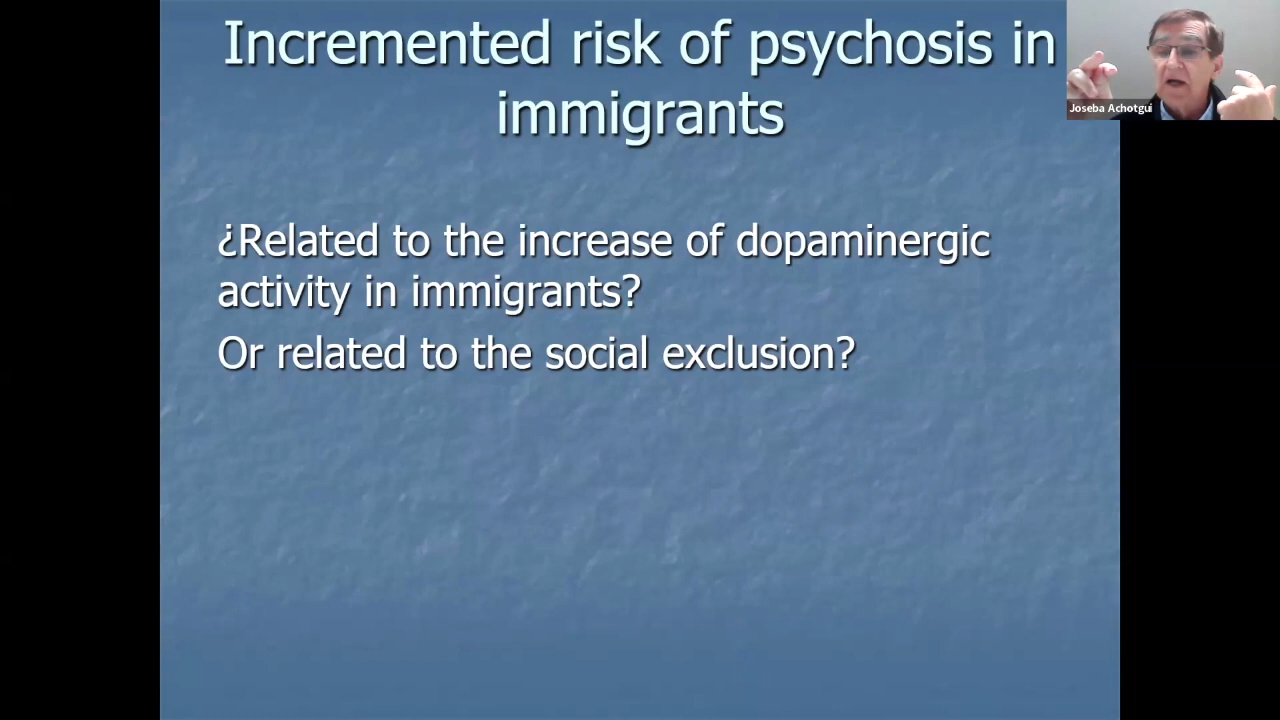 Incremented risk of psychosis in
immigrants
Joseba Achotgui
¿Related to the increase of dopaminergic
activity in immigrants?
Or related to the social exclusion?